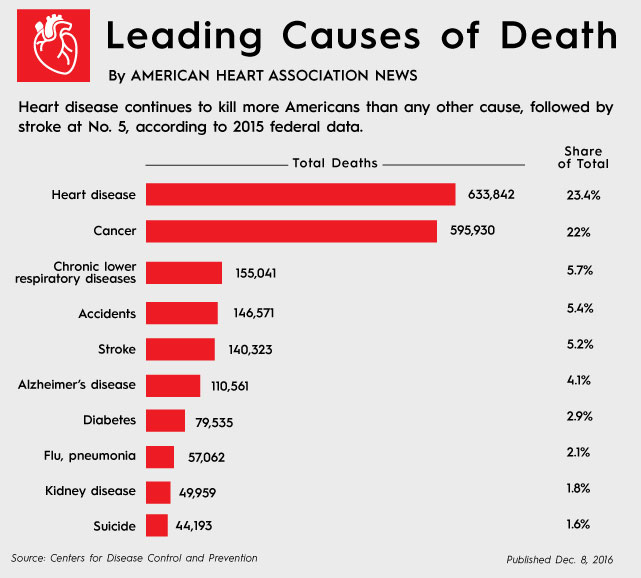 Leading Causes of Death
By AMERICAN HEART ASSOCIATION NEWS
Heart disease continues to kill more Americans than any other cause, followed by
stroke at No. 5, according to 2015 federal data.
Total Deaths
Share
of Total
Heart disease 633,842 23.4%
Cancer 595,930 22%
Chronic lower
respiratory diseases 155,041 5.7%
Accidents 146,571 5.4%
Stroke 140,323 5.2%
Alzheimer's disease 110,561 4.1%
Diabetes 79,535 2.9%
Flu, pneumonia 57,062 2.1%
Kidney disease 49,959 1.8%
Suicide 44,193 1.6%
Source: Centers for Disease Control and Prevention
Published Dec. 8, 2016